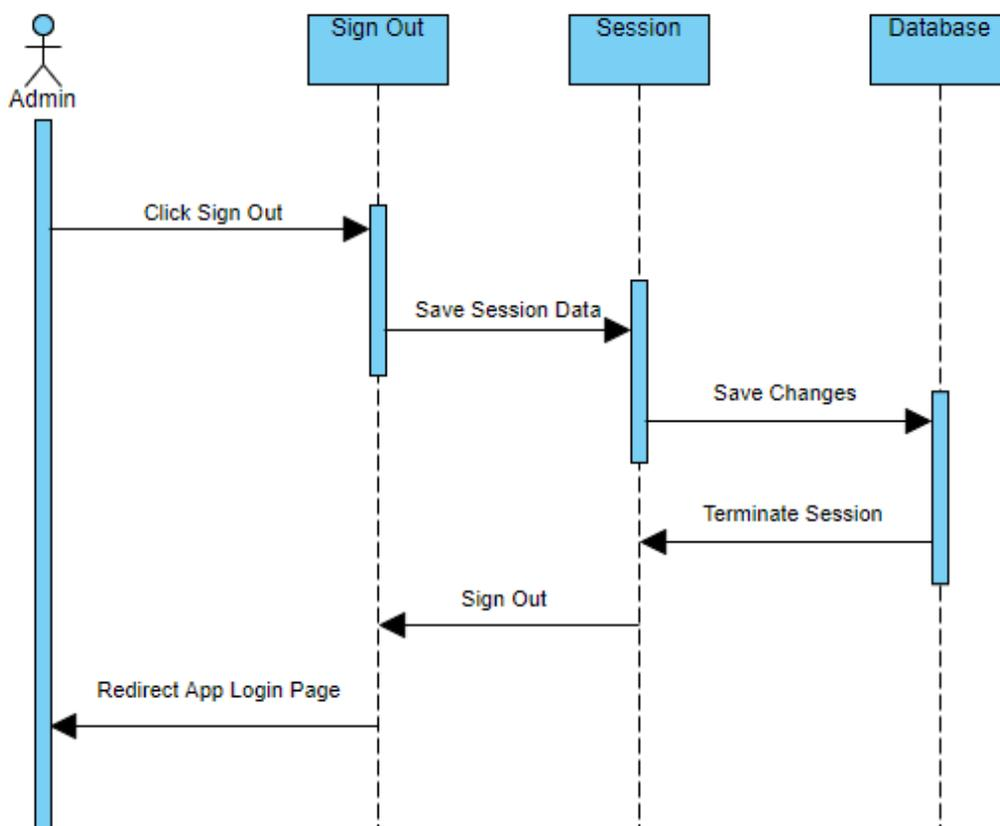 Sign Out
Session
Database
Admin
Click Sign Out
Save Session Data
Save Changes
Terminate Session
Sign Out
Redirect App Login Page